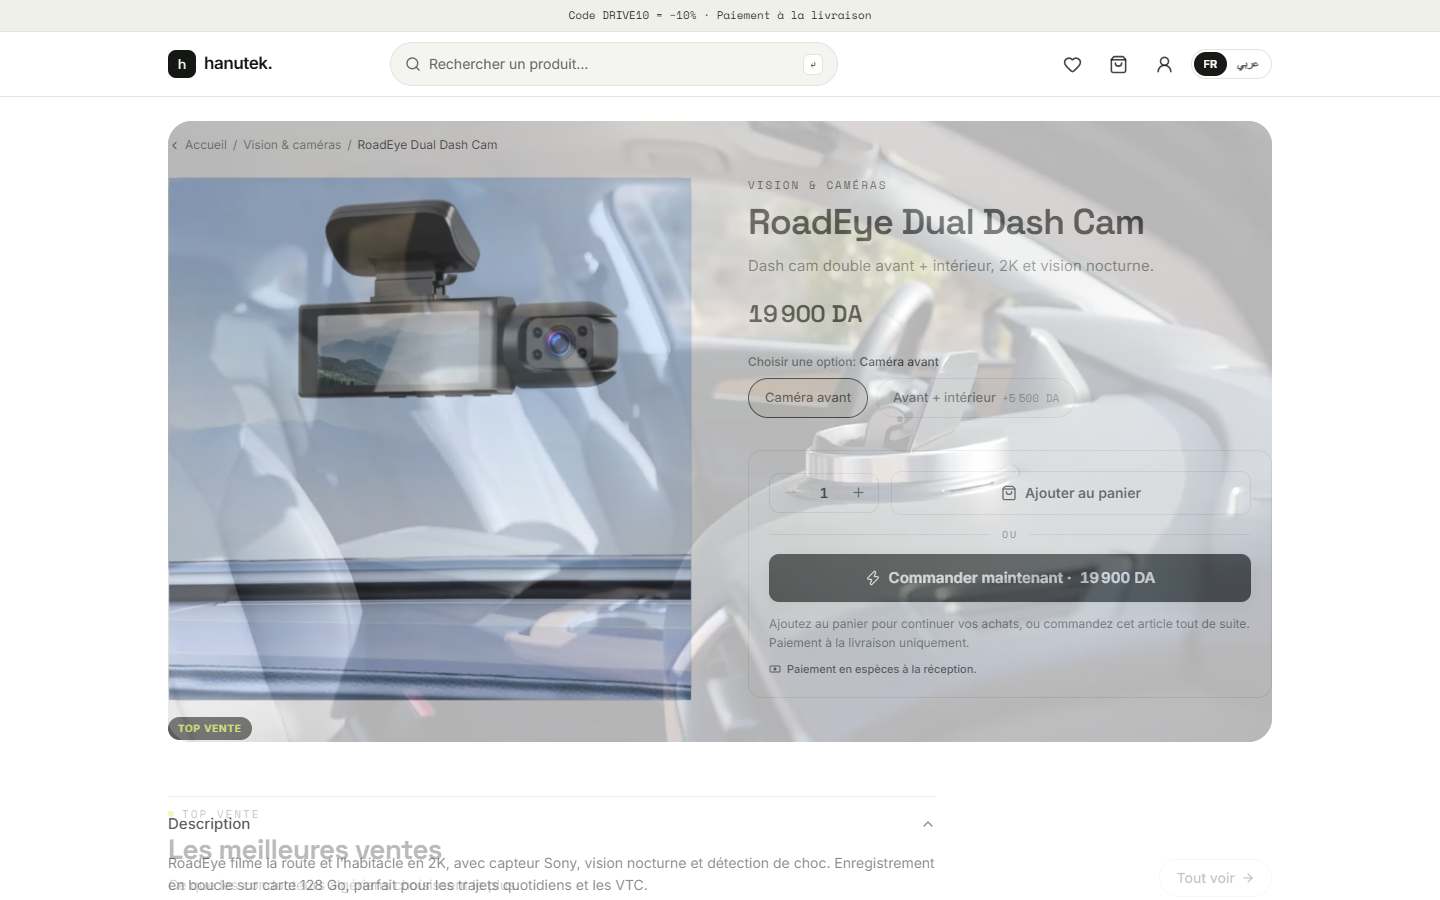 Code DRIVE10 = −10% · Paiement à la livraison
h hanutek.
Rechercher un produit...
FR عربي
Accueil / Vision & caméras / RoadEye Dual Dash Cam
VISION & CAMÉRAS
RoadEye Dual Dash Cam
Dash cam double avant + intérieur, 2K et vision nocturne.
19 900 DA
Choisir une option: Caméra avant
Caméra avant
Avant + intérieur +5 500 DA
1
Ajouter au panier
OU
Commander maintenant · 19 900 DA
Ajoutez au panier pour continuer vos achats, ou commandez cet article tout de suite.
Paiement à la livraison uniquement.
Paiement en espèces à la réception.
TOP VENTE
TOP VENTE
Description
Les meilleures ventes
RoadEye filme la route et l'habitacle en 2K, avec capteur Sony, vision nocturne et détection de choc. Enregistrement
en boucle sur carte 128 Go, parfait pour les trajets quotidiens et les VTC.
Tout voir